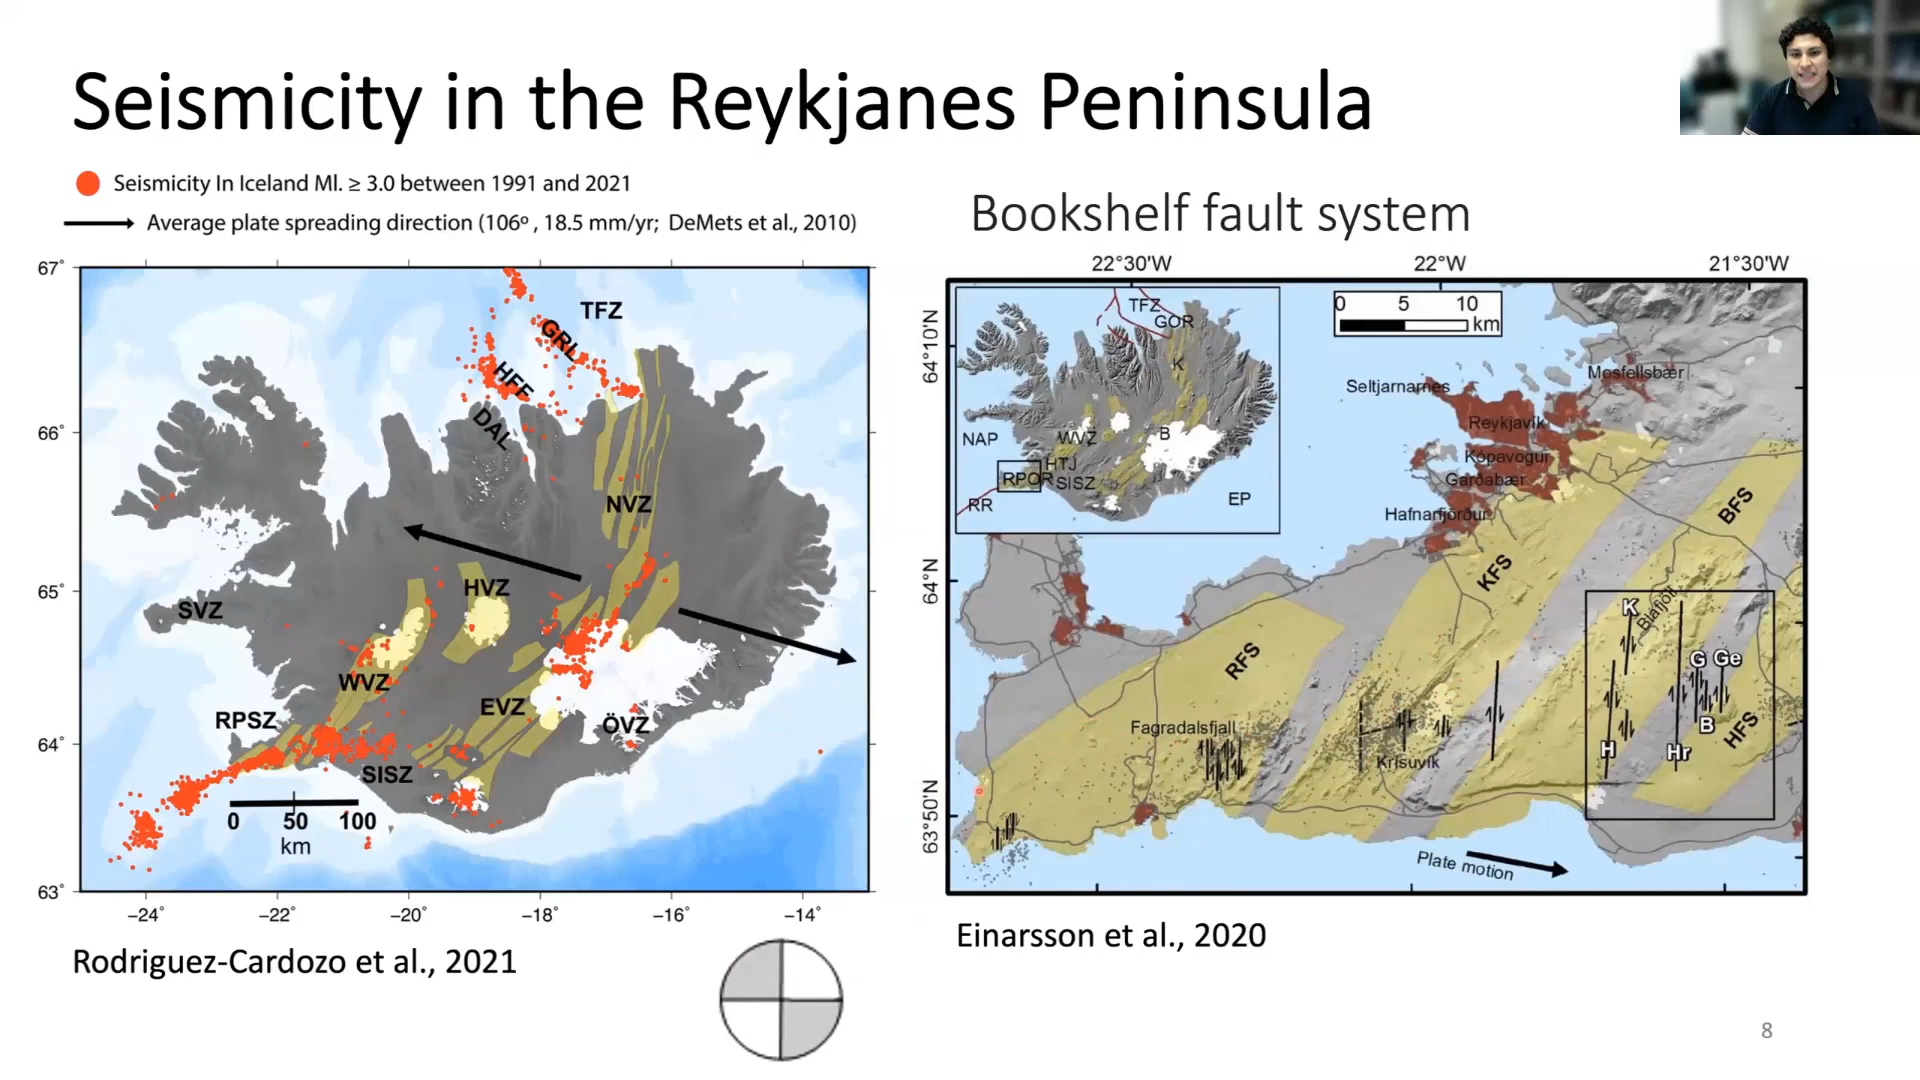 Seismicity in the Reykjanes Peninsula
Seismicity In Iceland Ml. ≥ 3.0 between 1991 and 2021
Average plate spreading direction (106º , 18.5 mm/yr; DeMets et al., 2010)
67°
66°
65°
64°
63°
TFZ
GRL
HFF
DAL
NVZ
HVZ
SVZ
WVZ
EVZ
RPSZ
ÖVZ
SISZ
0 50 100
km
−24° −22° −20° −18° −16° −14°
Rodriguez-Cardozo et al., 2021
Bookshelf fault system
22°30'W 22°W 21°30'W
64°10'N
64°N
63°50'N
TFZ
GOR
K
NAP
WVZ
B
HTJ
RPOR
SISZ
RR
EP
0 5 10
km
Mosfellsbær
Seltjarnarnes
Reykjavík
Kópavogur
Garðabær
Hafnarfjörður
BFS
KFS
K
Bláfjöll
RFS
G Ge
Fagradalsfjall
B
HFS
H
Hr
Krísuvík
Plate motion
Einarsson et al., 2020
8